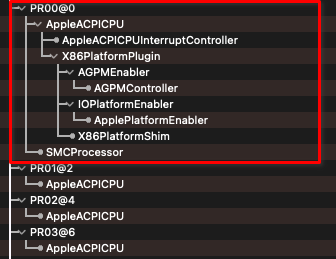 PR00@0
AppleACPICPU
AppleACPICPUInterruptController
X86PlatformPlugin
AGPMEnabler
AGPMController
IOPlatformEnabler
ApplePlatformEnabler
X86PlatformShim
SMCProcessor
PR01@2
AppleACPICPU
PR02@4
AppleACPICPU
PR03@6
AppleACPICPU